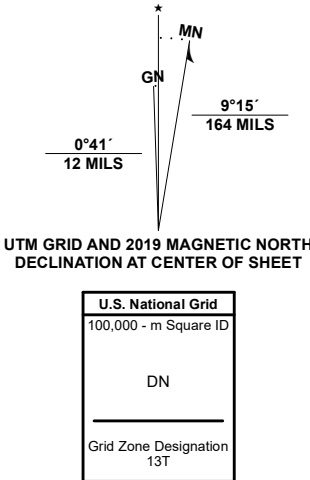 ★
MN
GN
9°15´
164 MILS
0°41´
12 MILS
UTM GRID AND 2019 MAGNETIC NORTH
DECLINATION AT CENTER OF SHEET
U.S. National Grid
100,000 - m Square ID
DN
Grid Zone Designation
13T